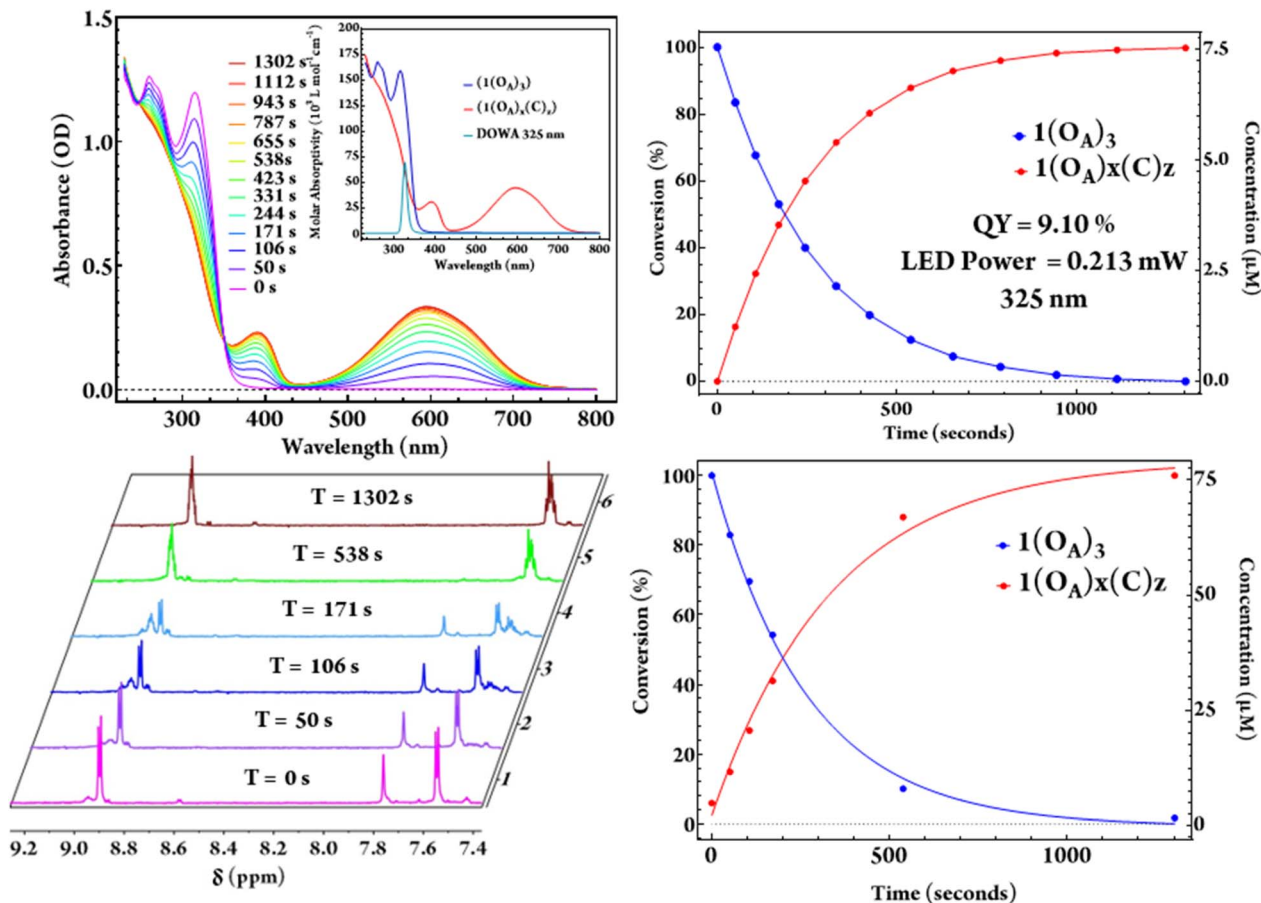 1.5
1.0
0.5
0.0
Absorbance (OD)
300 400 500 600 700 800
Wavelength (nm)
1302 s
1112 s
943 s
787 s
655 s
538s
423 s
331 s
244 s
171 s
106 s
50 s
0 s
200
175
150
125
100
75
50
25
0
Molar Absorptivity (10³ L mol⁻¹cm⁻¹)
(1(O_A)_3)
(1(O_A)_x(C)_z)
DOWA 325 nm
300 400 500 600 700 800
Wavelength (nm)
100
80
60
40
20
0
Conversion (%)
1(O_A)_3
1(O_A)x(C)z
QY = 9.10 %
LED Power = 0.213 mW
325 nm
7.5
5.0
2.5
0.0
Concentration (μM)
0 500 1000
Time (seconds)
T = 1302 s
6
T = 538 s
5
T = 171 s
4
T = 106 s
3
T = 50 s
2
T = 0 s
1
9.2 9.0 8.8 8.6 8.4 8.2 8.0 7.8 7.6 7.4
δ (ppm)
100
80
60
40
20
0
Conversion (%)
1(O_A)_3
1(O_A)x(C)z
75
50
25
0
Concentration (μM)
0 500 1000
Time (seconds)